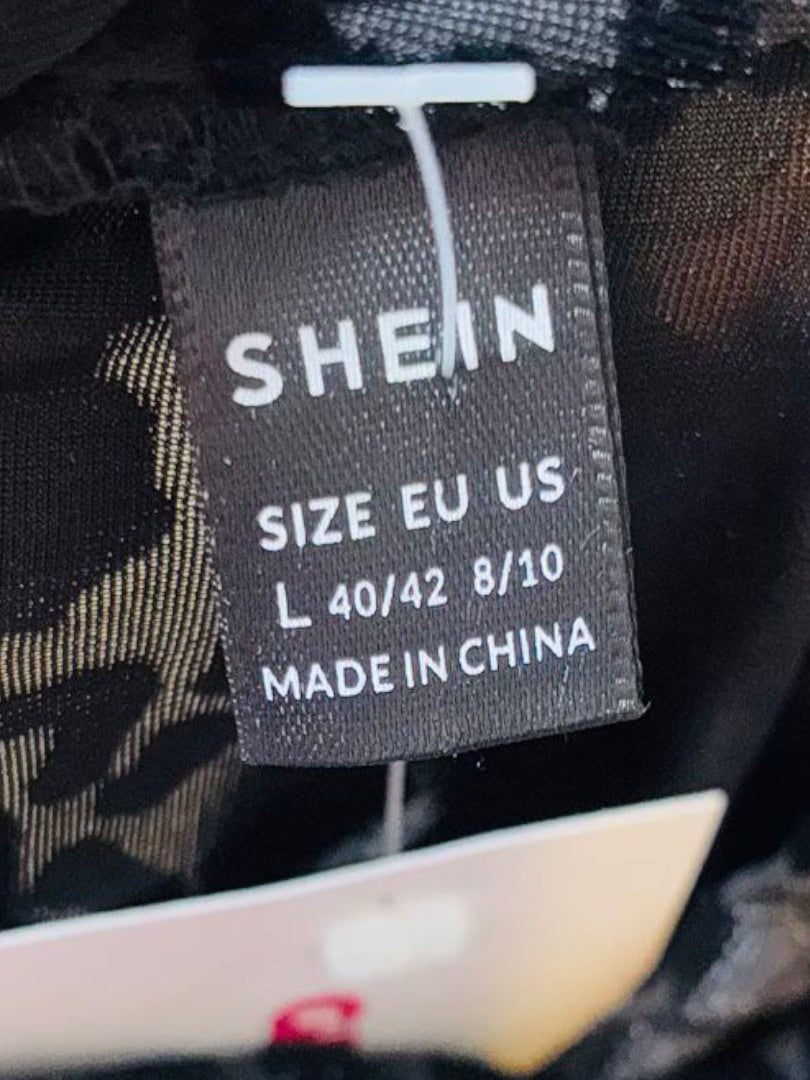 SHEIN
SIZE EU US
L 40/42 8/10
MADE IN CHINA